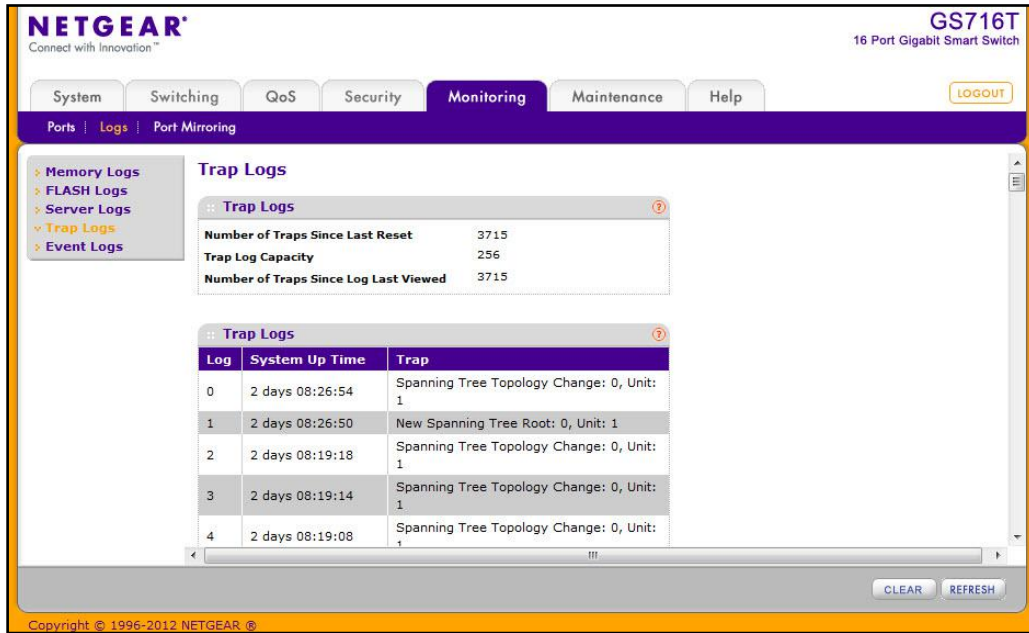 NETGEAR®
Connect with Innovation™
GS716T
16 Port Gigabit Smart Switch
System
Switching
QoS
Security
Monitoring
Maintenance
Help
LOGOUT
Ports
Logs
Port Mirroring
Memory Logs
FLASH Logs
Server Logs
Trap Logs
Event Logs
Trap Logs
Trap Logs
Number of Traps Since Last Reset 3715
Trap Log Capacity 256
Number of Traps Since Log Last Viewed 3715
Trap Logs
Log System Up Time Trap
0 2 days 08:26:54 Spanning Tree Topology Change: 0, Unit:
1
1 2 days 08:26:50 New Spanning Tree Root: 0, Unit: 1
2 2 days 08:19:18 Spanning Tree Topology Change: 0, Unit:
1
3 2 days 08:19:14 Spanning Tree Topology Change: 0, Unit:
1
4 2 days 08:19:08 Spanning Tree Topology Change: 0, Unit:
1
CLEAR
REFRESH
Copyright © 1996-2012 NETGEAR ®